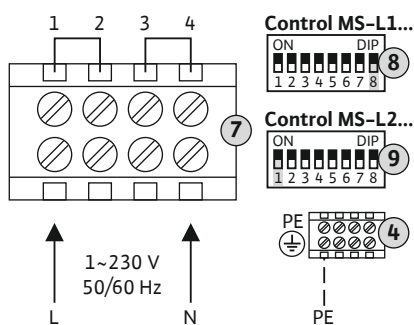 1 2 3 4
7
1~230 V
50/60 Hz
L N
Control MS-L1...
ON DIP
1 2 3 4 5 6 7 8
8
Control MS-L2...
ON DIP
1 2 3 4 5 6 7 8
9
PE
4
PE